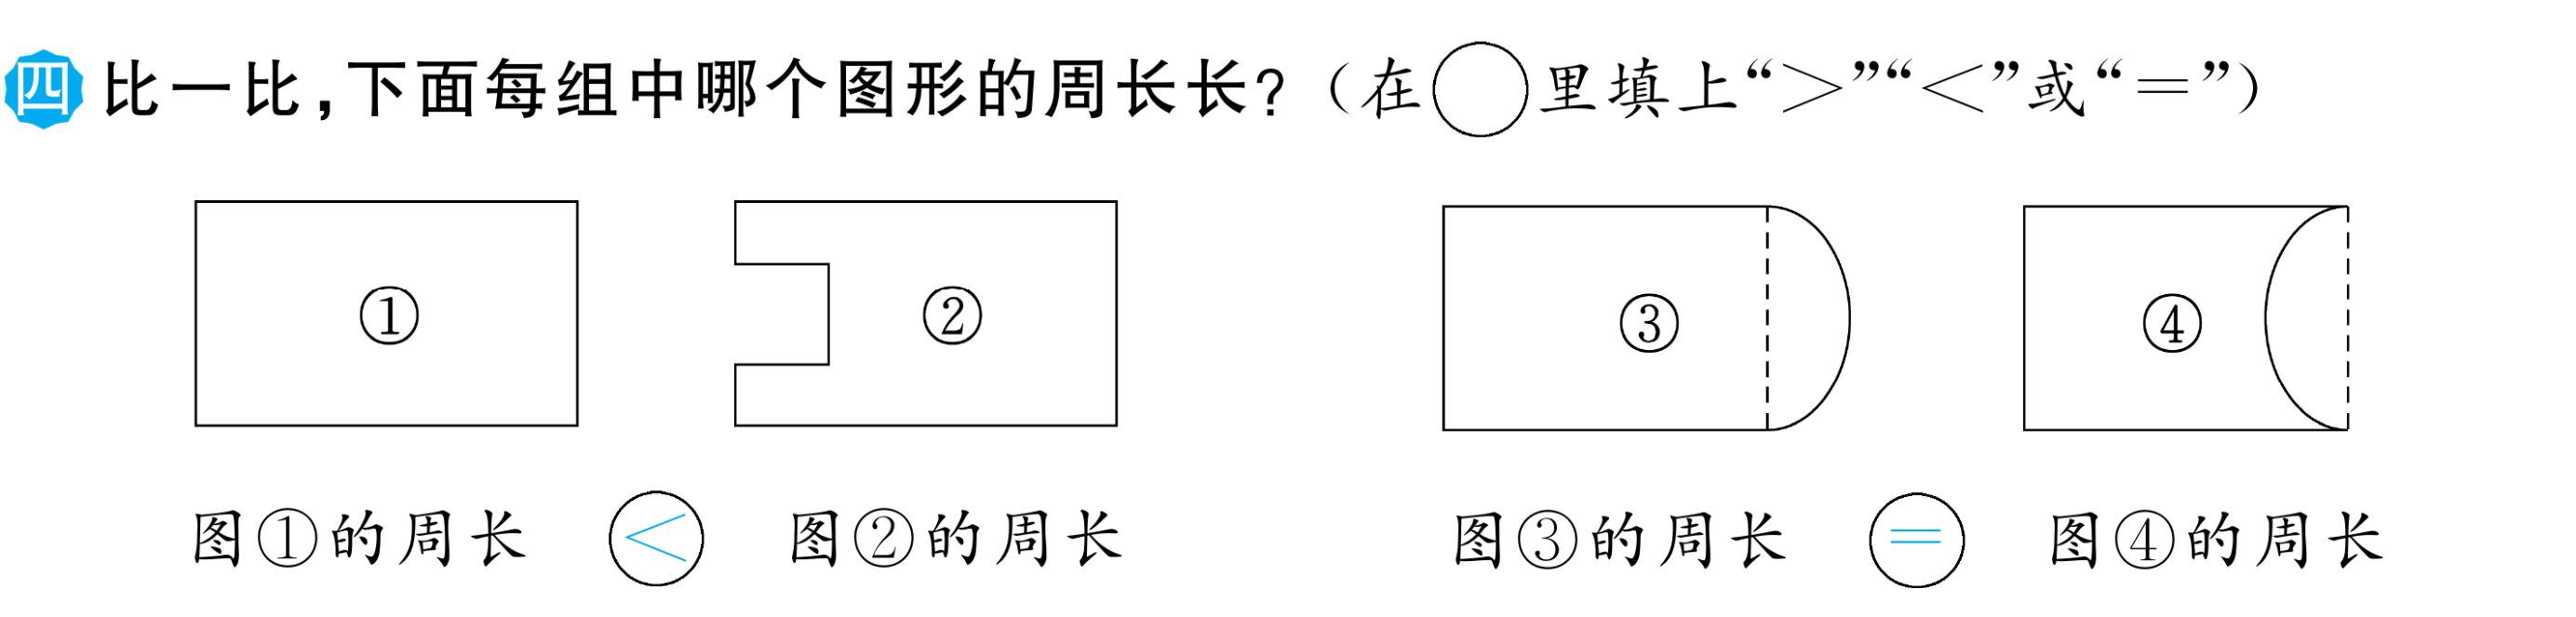 四 比一比,下面每组中哪个图形的周长长?(在○里填上“>”“<”或“=”)
① ② ③ ④
图①的周长 < 图②的周长 图③的周长 = 图④的周长